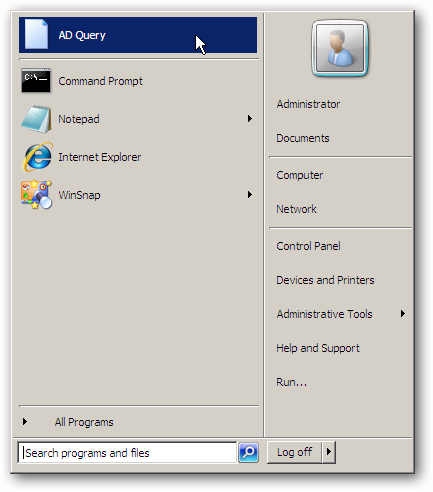 AD Query
Command Prompt
Notepad
Internet Explorer
WinSnap
All Programs
Search programs and files
Administrator
Documents
Computer
Network
Control Panel
Devices and Printers
Administrative Tools
Help and Support
Run...
Log off